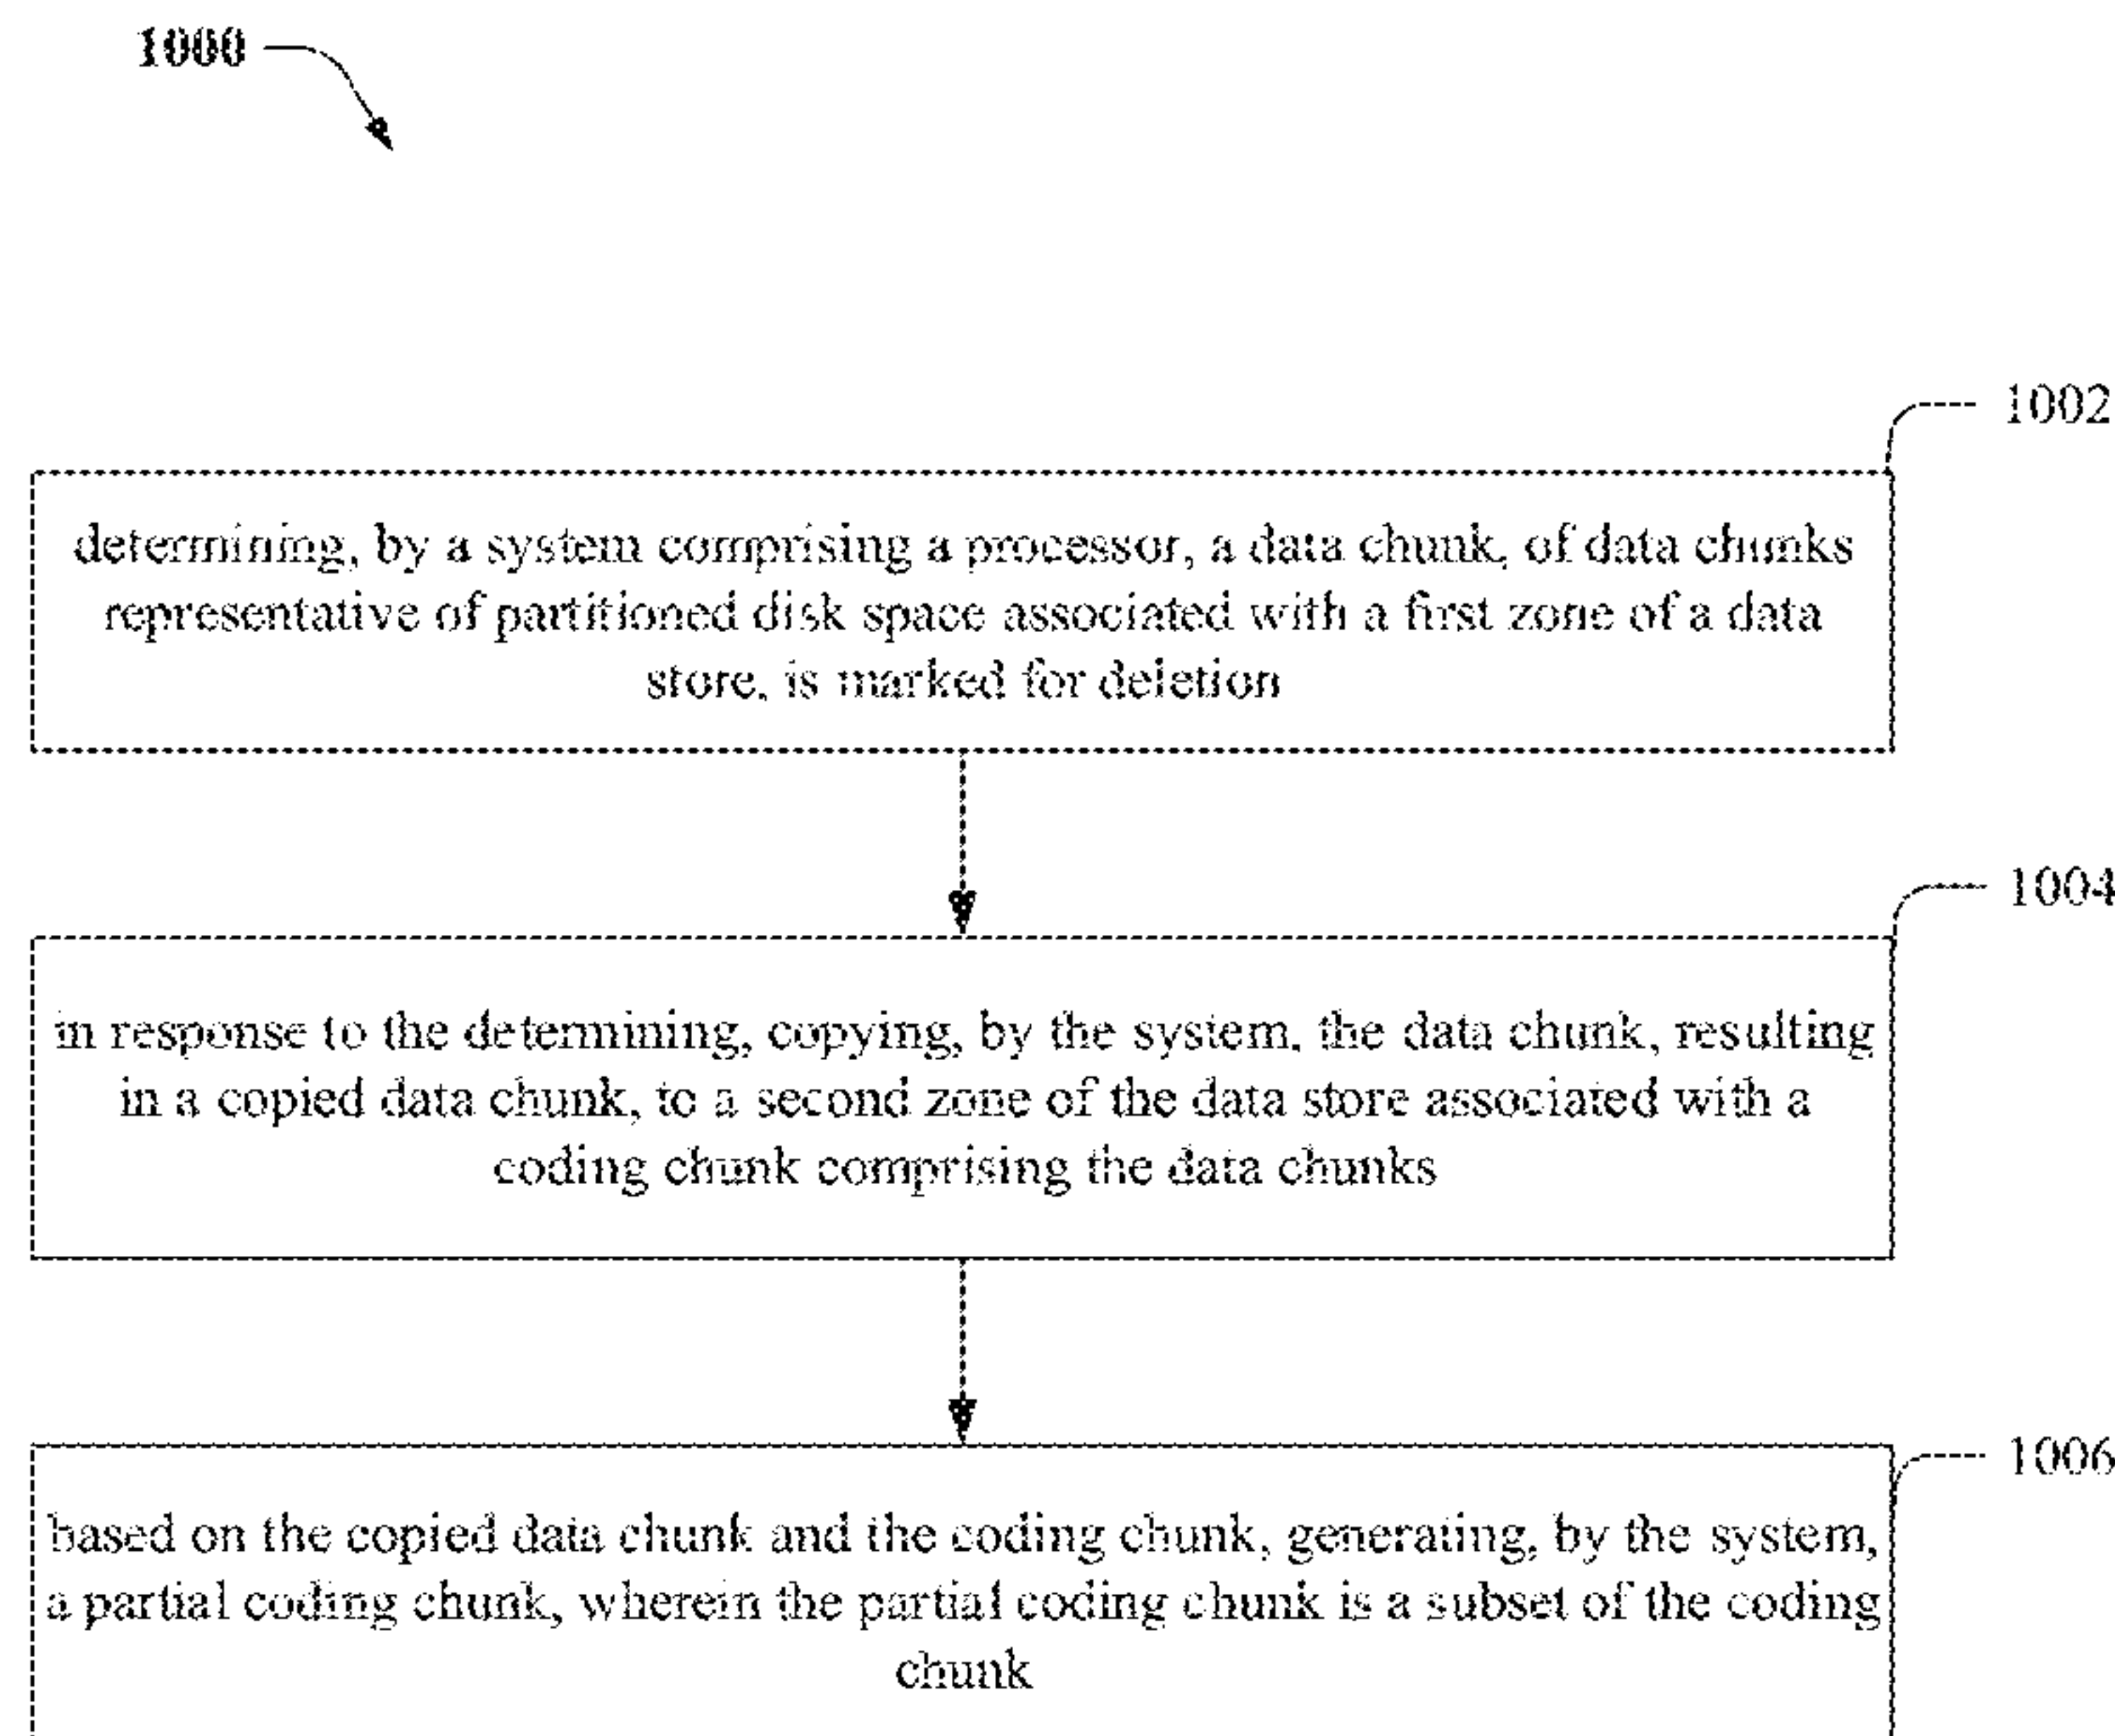 1000
1002
determining, by a system comprising a processor, a data chunk, of data chunks
representative of partitioned disk space associated with a first zone of a data
store, is marked for deletion
1004
in response to the determining, copying, by the system, the data chunk, resulting
in a copied data chunk, to a second zone of the data store associated with a
coding chunk comprising the data chunks
1006
based on the copied data chunk and the coding chunk, generating, by the system,
a partial coding chunk, wherein the partial coding chunk is a subset of the coding
chunk